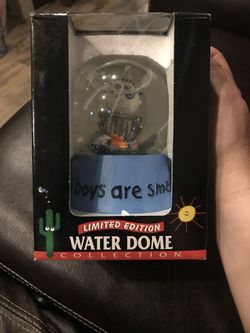 boys are
LIMITED EDITION
WATER DOME
COLLECTION